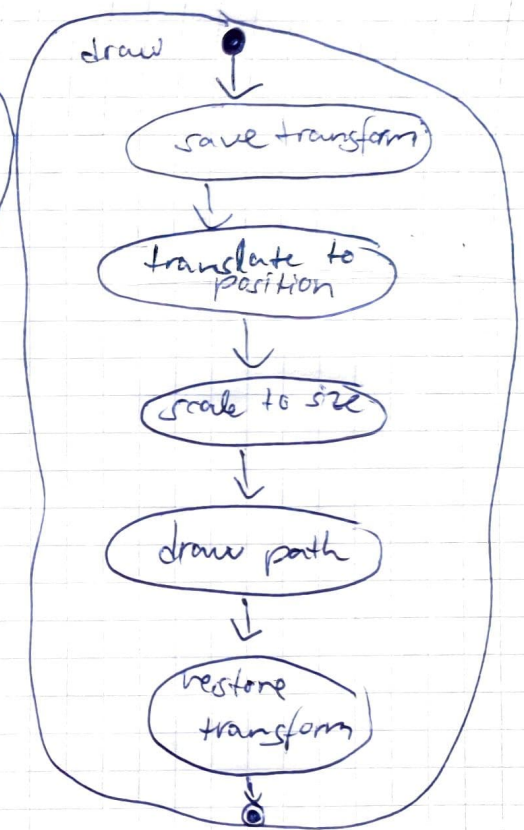 draw
save transform
translate to
position
scale to size
draw path
restore
transform